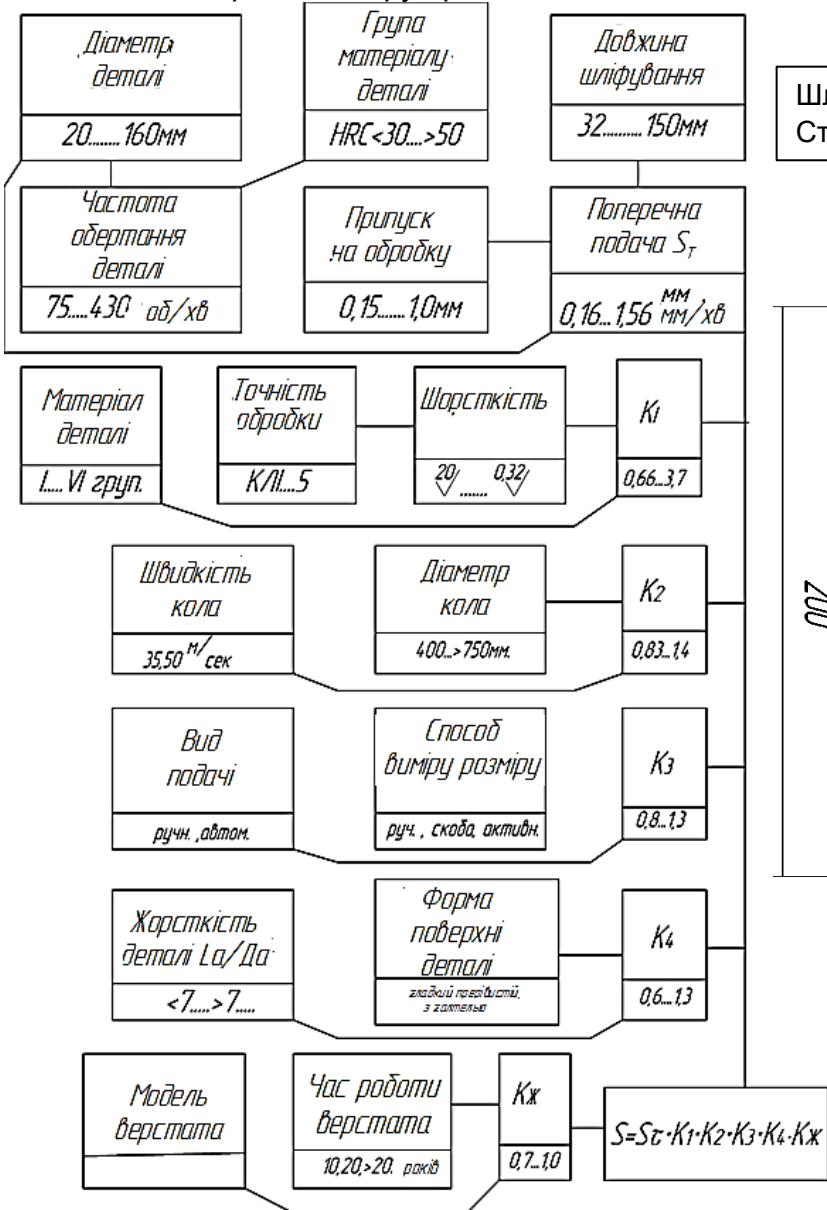 Діаметр
деталі
20........160мм
Група
матеріалу
деталі
HRC<30....>50
Довжина
шліфування
32..........150мм
Частота
обертання
деталі
75....430 об/хв
Припуск
на обробку
0,15.......1,0мм
Поперечна
подача Sτ
0,16...1,56 мм
мм/хв
Матеріал
деталі
I.....VI груп.
Точність
обробки
КЛI....5
Шорсткість
20/ ....... 0,32/
K1
0,66...3,7
Швидкість
кола
35,50 м/сек
Діаметр
кола
400...>750мм.
K2
0,83...1,4
Вид
подачі
ручн. ,автом.
Спосіб
виміру розміру
руч. , скоба, активн.
K3
0,8...1,3
Жорсткість
деталі Lа/Да
<7.....>7.....
Форма
поверхні
деталі
з галтелью
K4
0,6....1,3
Модель
верстата
Час роботи
верстата
10,20,>20. років
Kж
0,7...1,0
S=Sτ·K1·K2·K3·K4·Kж
200